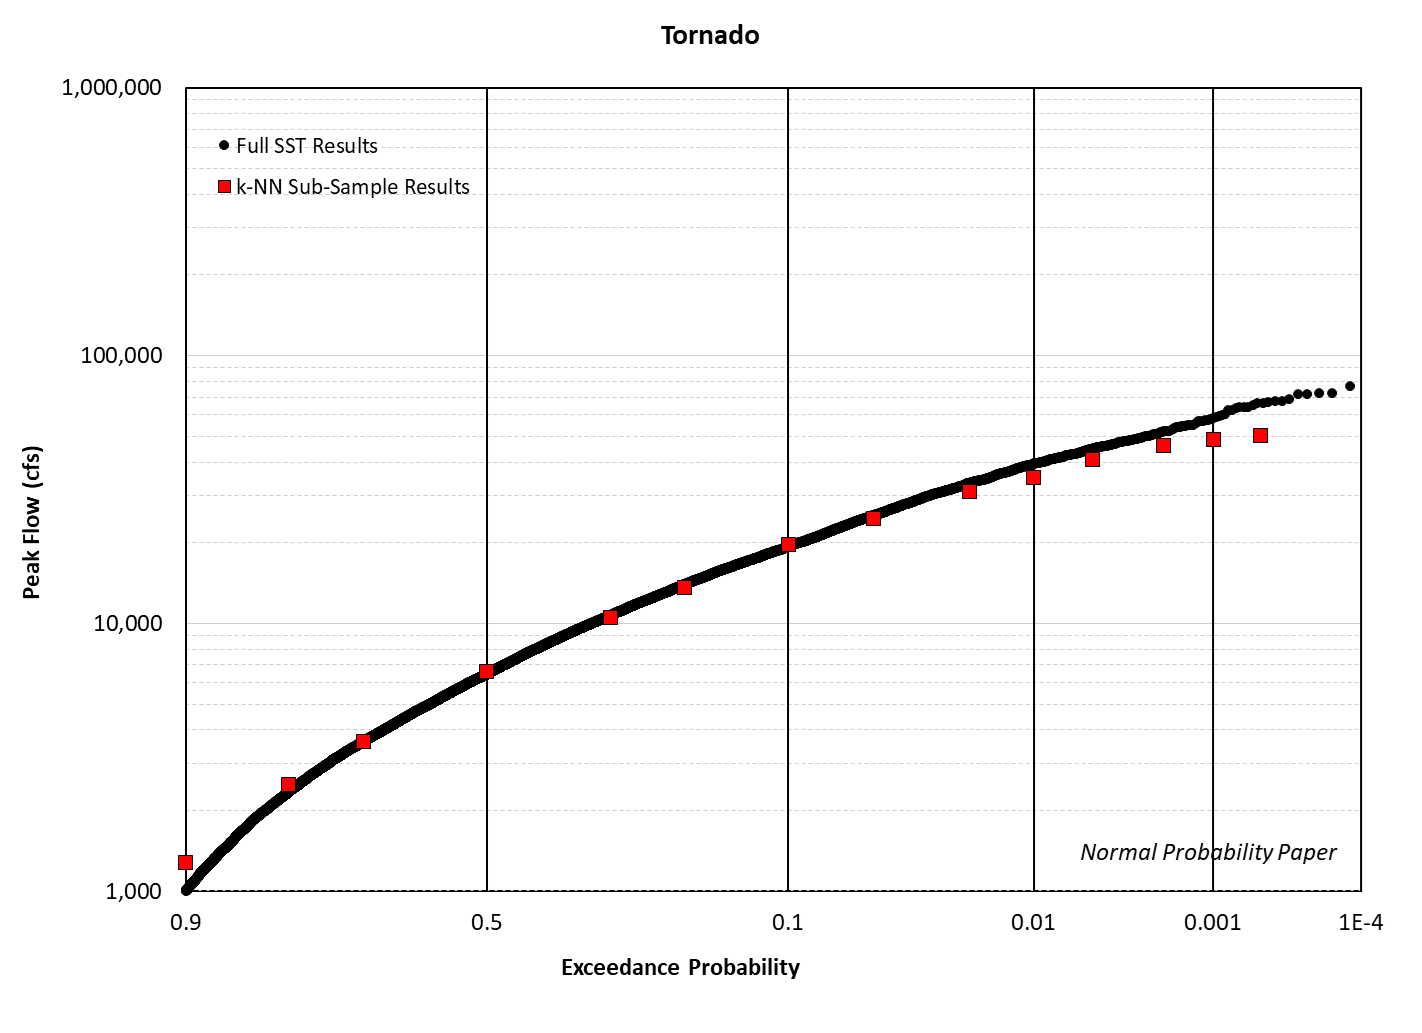 Tornado
1,000,000
100,000
10,000
1,000
Peak Flow (cfs)
Full SST Results
k-NN Sub-Sample Results
Normal Probability Paper
0.9 0.5 0.1 0.01 0.001 1E-4
Exceedance Probability